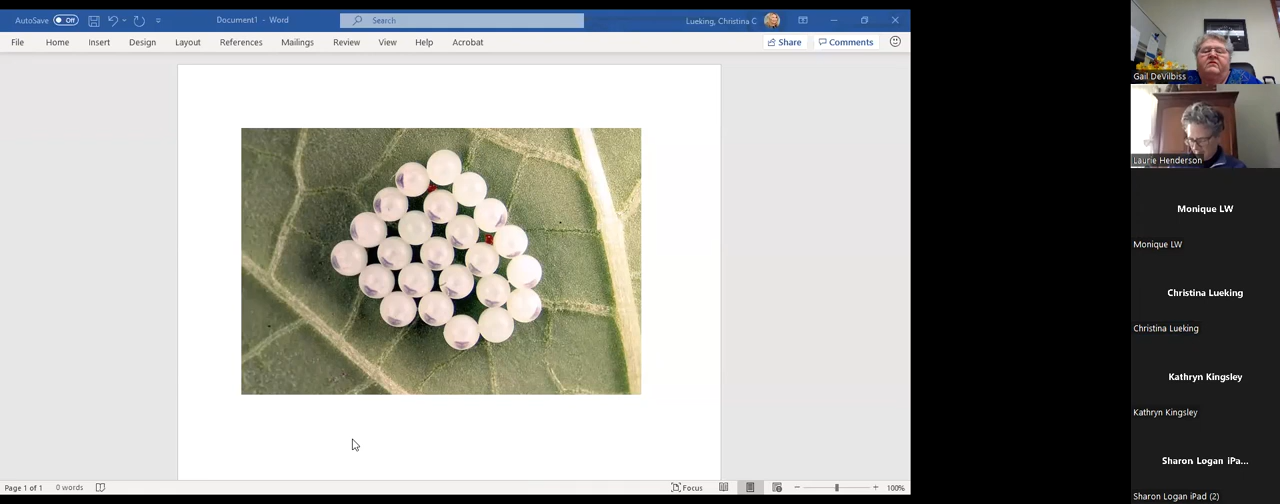 AutoSave Off
Document1 - Word
Search
Lueking, Christina C
File Home Insert Design Layout References Mailings Review View Help Acrobat
Share Comments
Page 1 of 1 0 words
Focus
100%
Gail DeVilbiss
Laurie Henderson
Monique LW
Monique LW
Christina Lueking
Christina Lueking
Kathryn Kingsley
Kathryn Kingsley
Sharon Logan iPa...
Sharon Logan iPad (2)